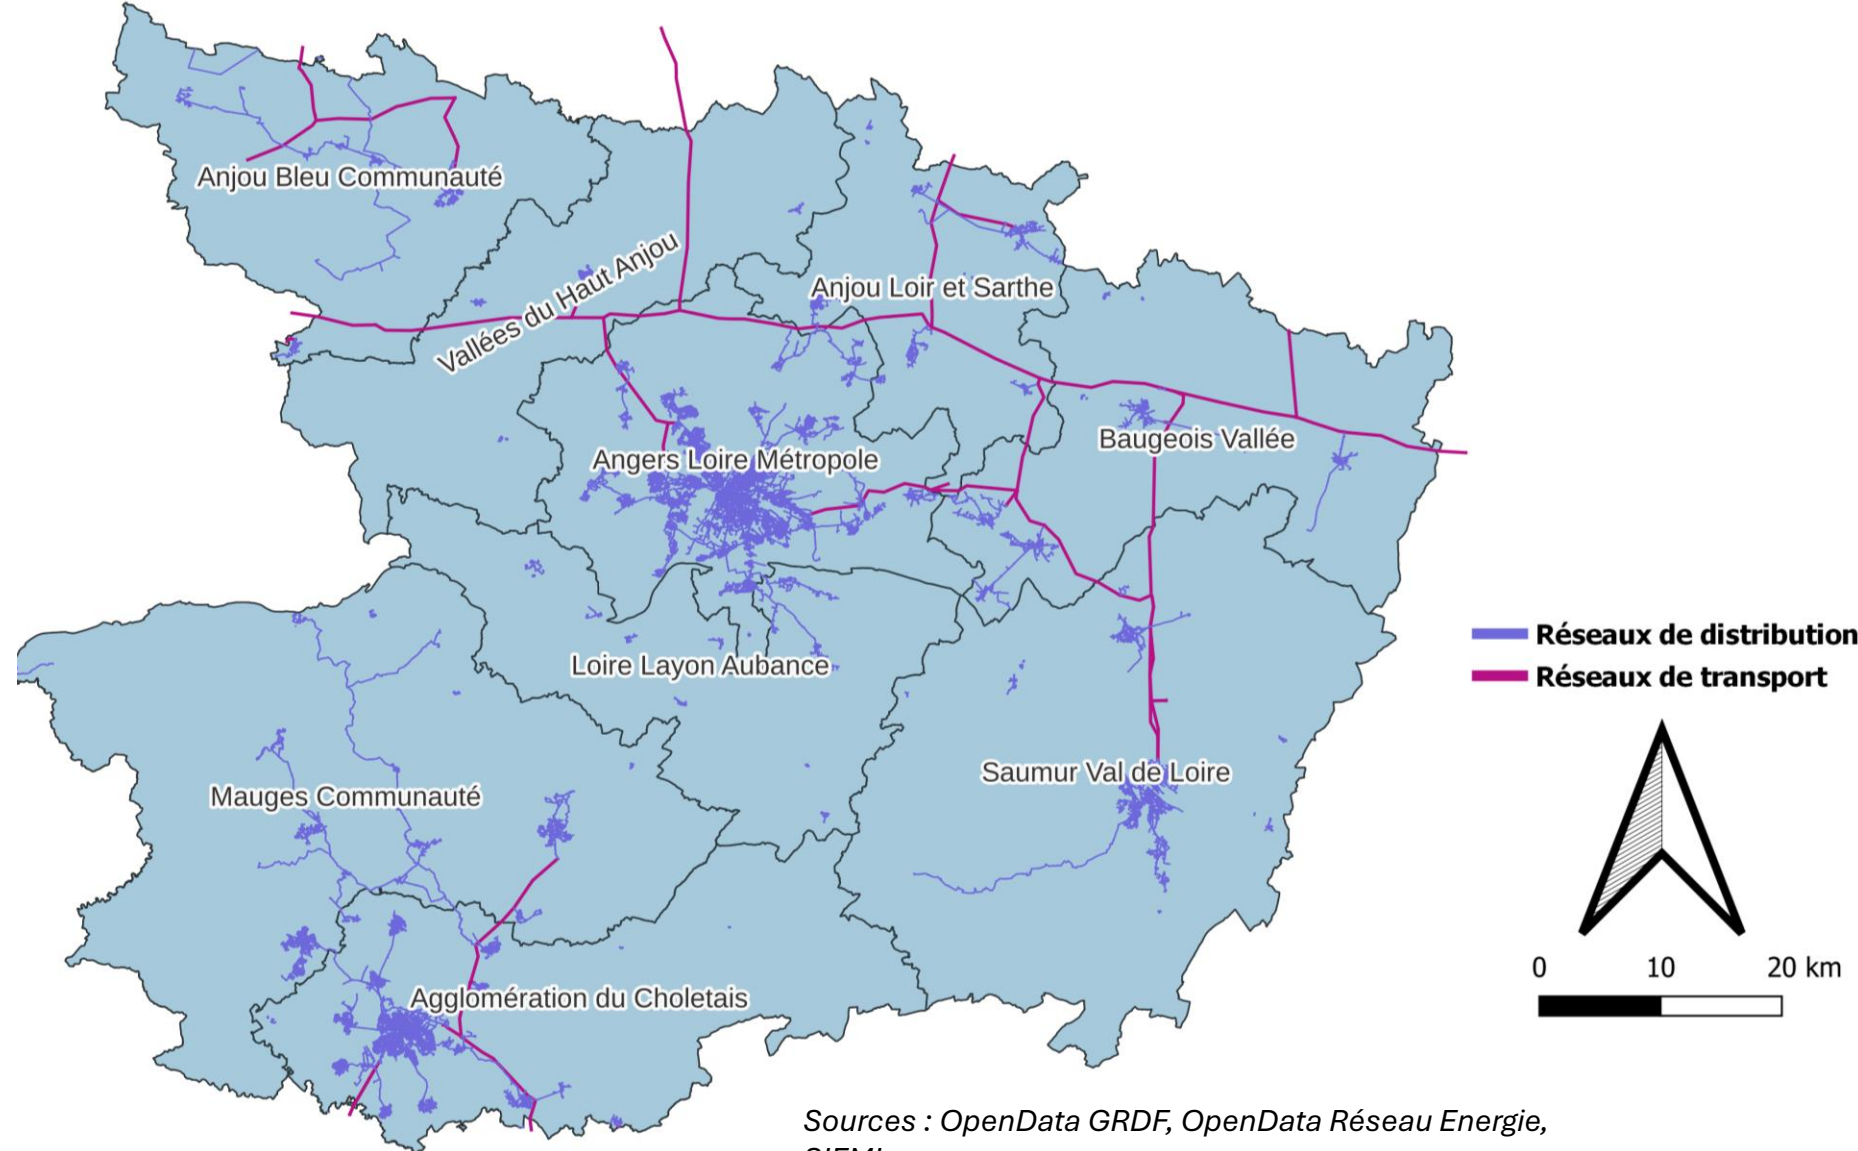 Anjou Bleu Communauté
Vallées du Haut Anjou
Anjou Loir et Sarthe
Baugeois Vallée
Angers Loire Métropole
Loire Layon Aubance
Mauges Communauté
Saumur Val de Loire
Agglomération du Choletais
Réseaux de distribution
Réseaux de transport
0 10 20 km
Sources : OpenData GRDF, OpenData Réseau Energie,